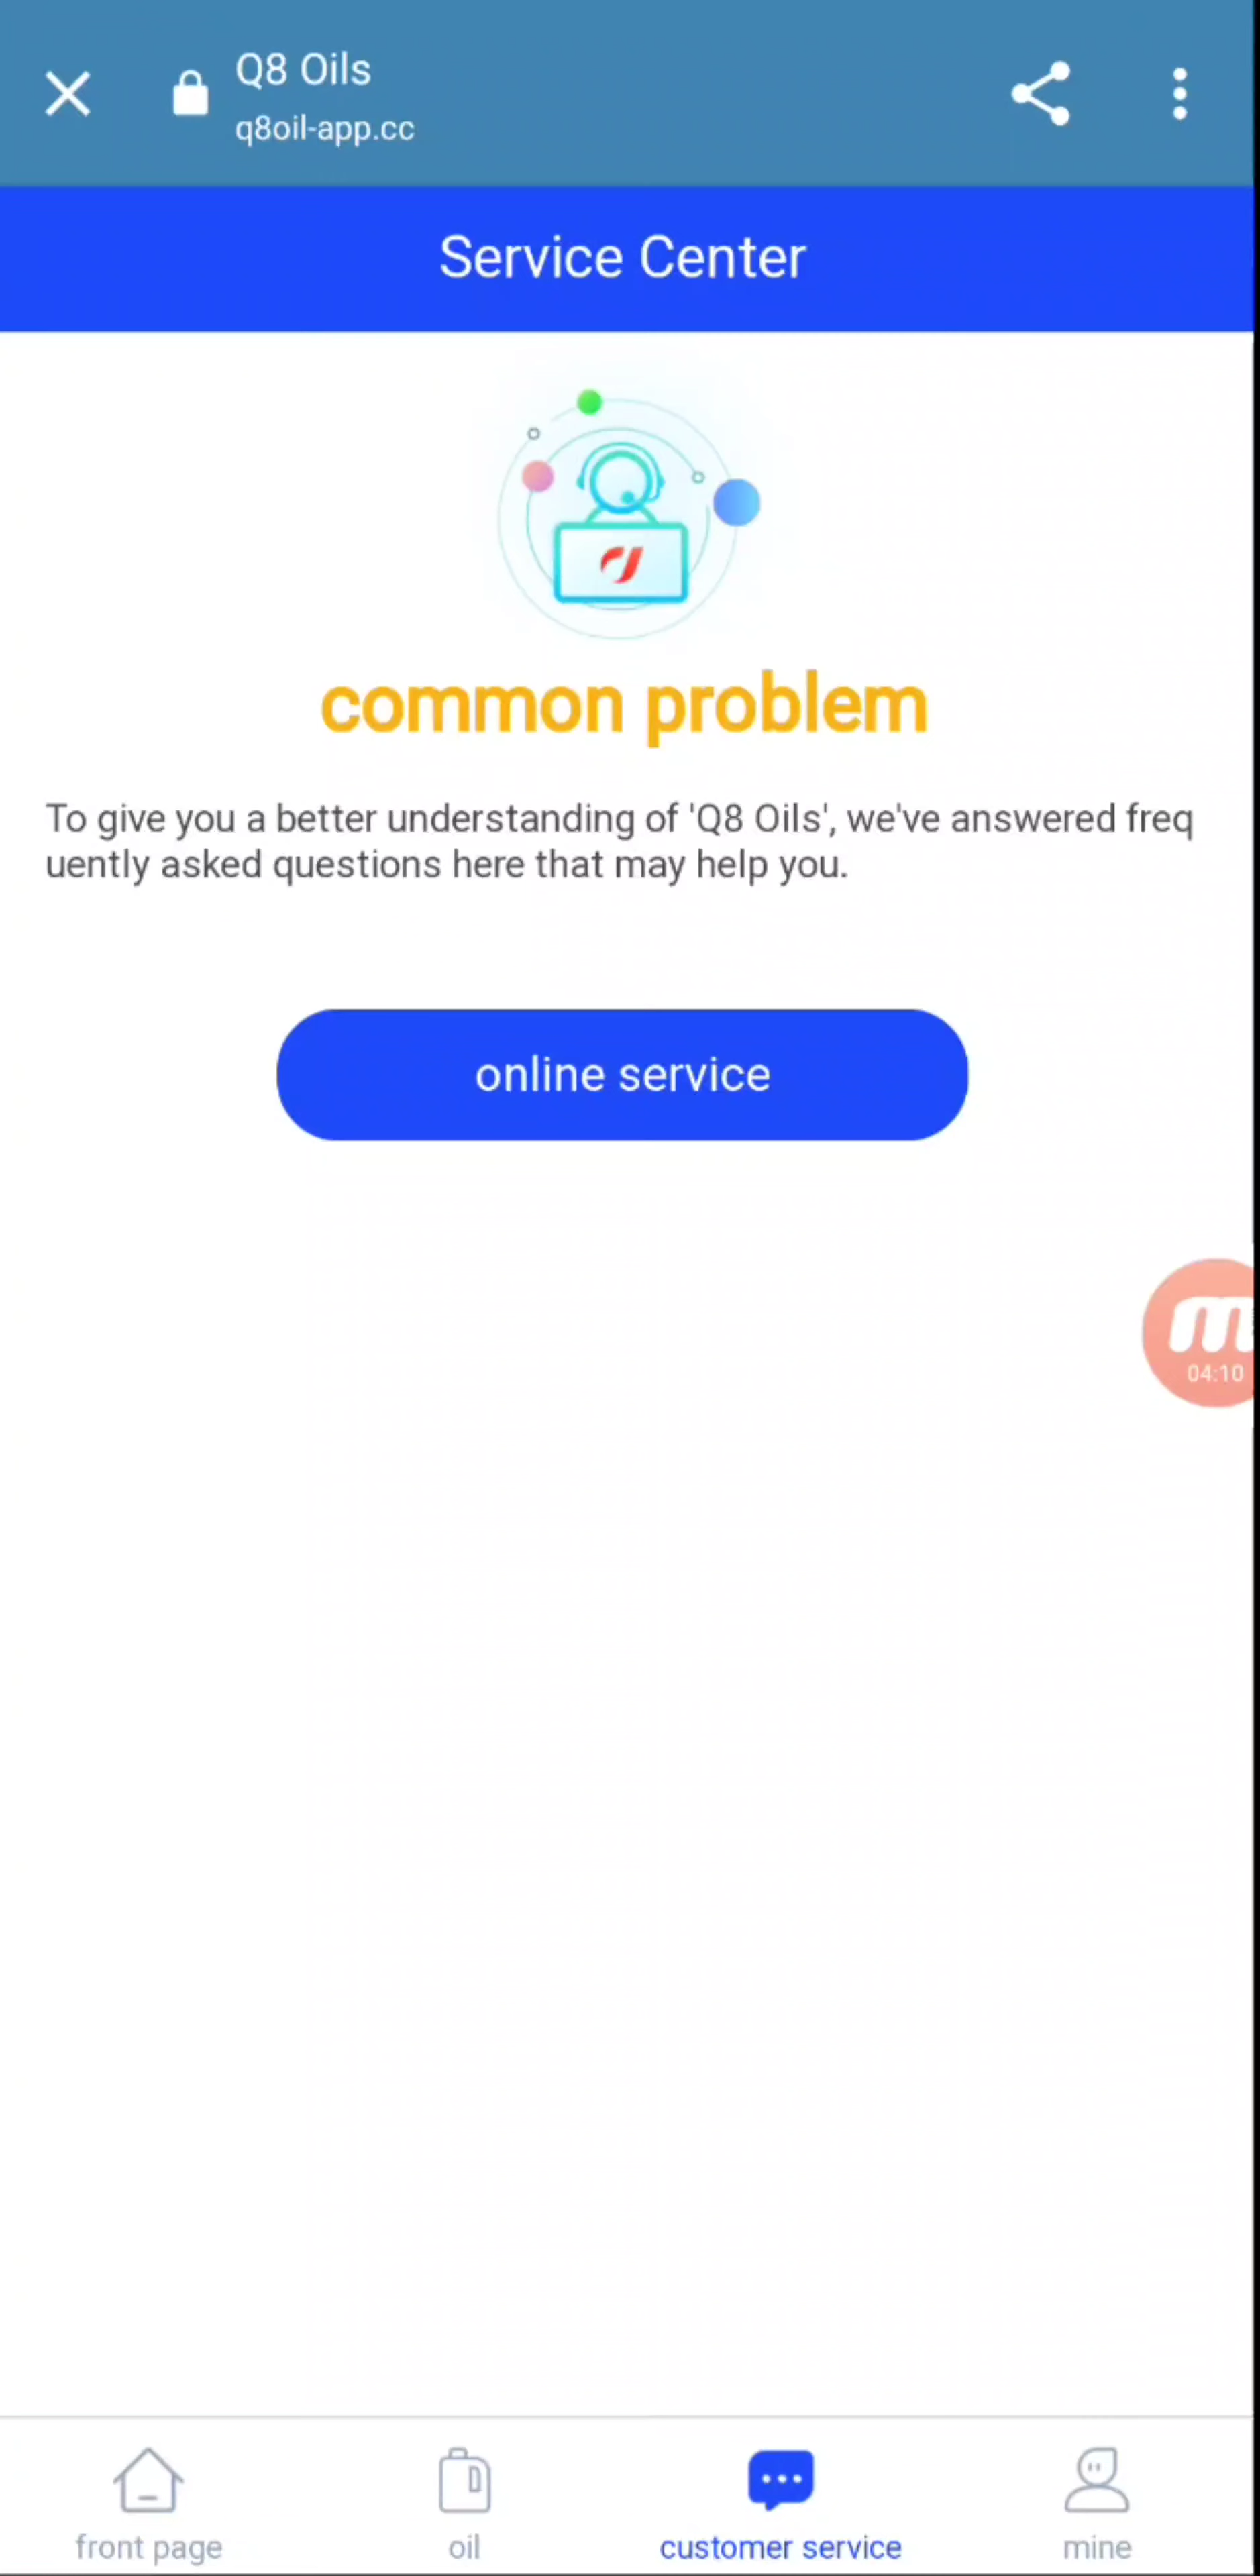 Q8 Oils
q8oil-app.cc
Service Center
common problem
To give you a better understanding of 'Q8 Oils', we've answered freq
uently asked questions here that may help you.
online service
04:10
front page
oil
customer service
mine